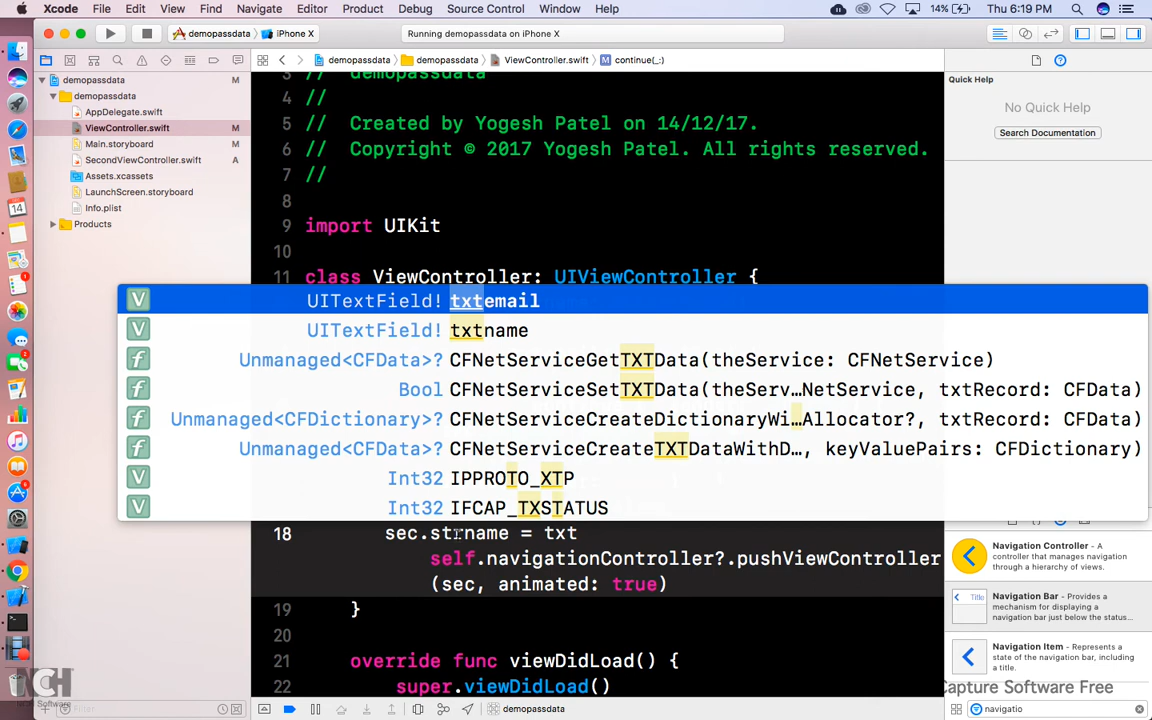 Xcode File Edit View Find Navigate Editor Product Debug Source Control Window Help 14% Thu 6:19 PM
demopassdata iPhone X Running demopassdata on iPhone X
demopassdata M
demopassdata
AppDelegate.swift
ViewController.swift M
Main.storyboard M
SecondViewController.swift A
Assets.xcassets
LaunchScreen.storyboard
Info.plist
Products
demopassdata demopassdata ViewController.swift M continue(_:)
3 // demopassdata
4 //
5 // Created by Yogesh Patel on 14/12/17.
6 // Copyright © 2017 Yogesh Patel. All rights reserved.
7 //
8
9 import UIKit
10
11 class ViewController: UIViewController {
V UITextField! txtemail
V UITextField! txtname
f Unmanaged<CFData>? CFNetServiceGetTXTData(theService: CFNetService)
f Bool CFNetServiceSetTXTData(theServ…NetService, txtRecord: CFData)
f Unmanaged<CFDictionary>? CFNetServiceCreateDictionaryWi…Allocator?, txtRecord: CFData)
f Unmanaged<CFData>? CFNetServiceCreateTXTDataWithD…, keyValuePairs: CFDictionary)
V Int32 IPPROTO_XTP
V Int32 IFCAP_TXSTATUS
18 sec.strname = txt
self.navigationController?.pushViewController
(sec, animated: true)
19 }
20
21 override func viewDidLoad() {
22 super.viewDidLoad()
demopassdata
Quick Help
No Quick Help
Search Documentation
Navigation Controller - A
controller that manages navigation
through a hierarchy of views.
Navigation Bar - Provides a
mechanism for displaying a
navigation bar just below the status...
Title
Navigation Item - Represents a
state of the navigation bar, including
a title.
navigatio
Filter
NCH
NCH Software
Capture Software Free